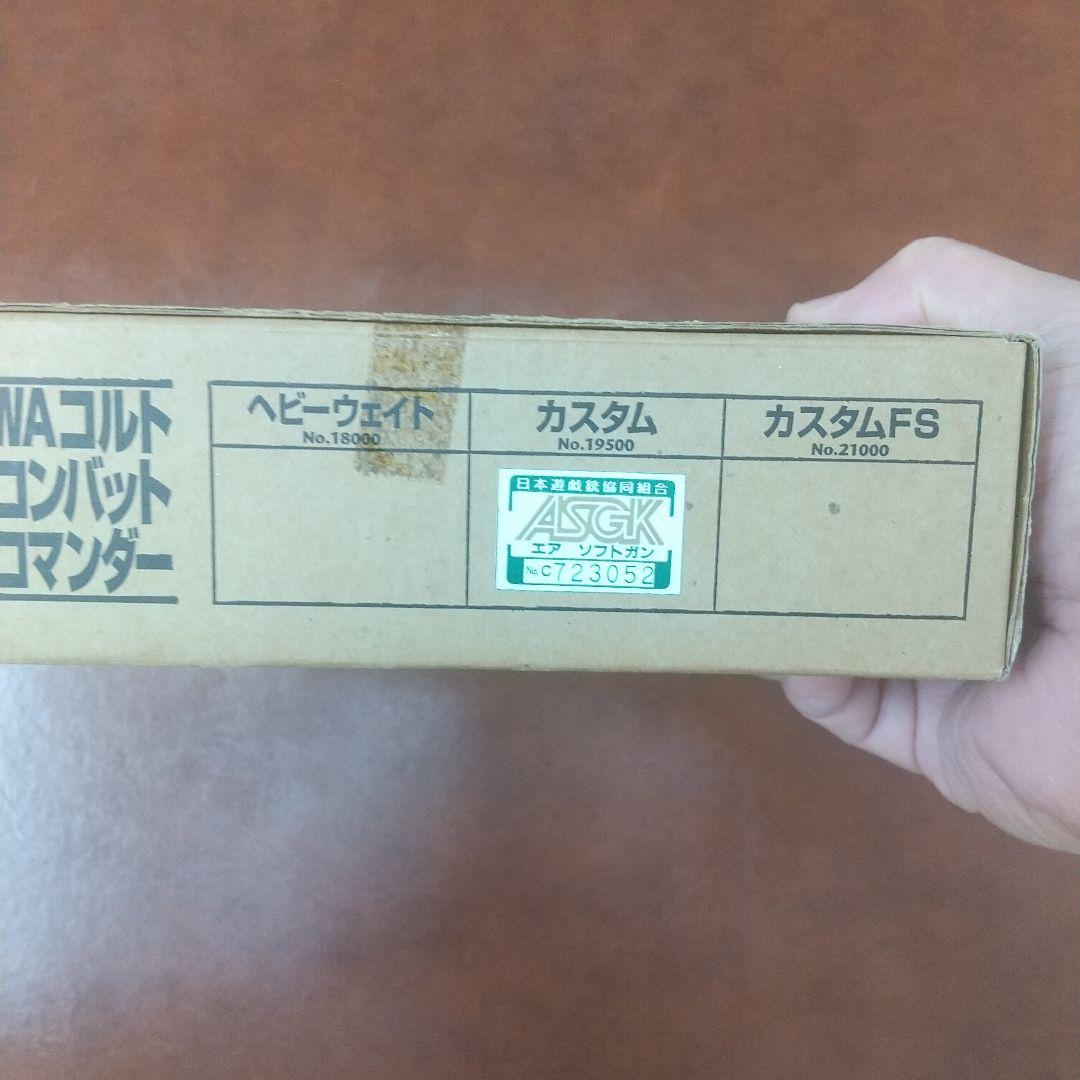 WAコルト
コンバット
コマンダー
ヘビーウェイト
No.18000
カスタム
No.19500
カスタムFS
No.21000
日本遊戯銃協同組合
ASGK
エア ソフトガン
No.C723052